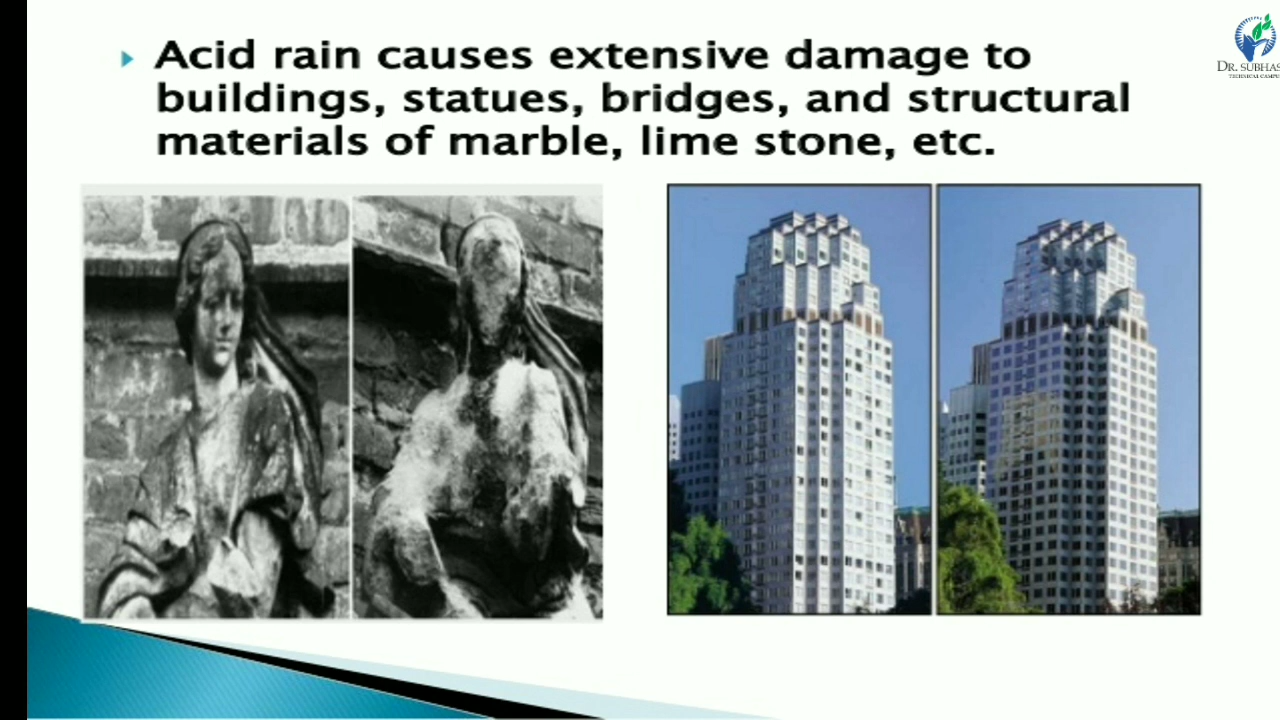 Acid rain causes extensive damage to
buildings, statues, bridges, and structural
materials of marble, lime stone, etc.
DR. SUBHAS
TECHNICAL CAMPU